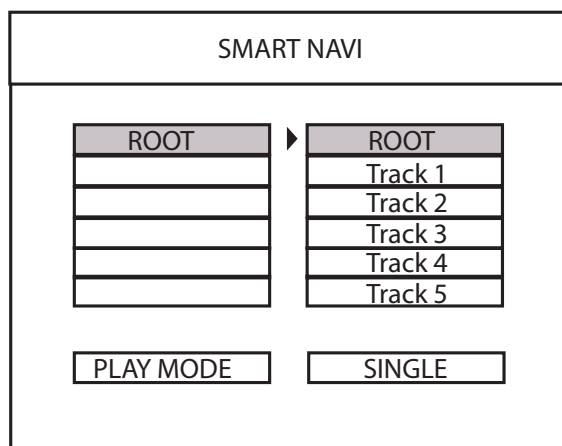 SMART NAVI
ROOT ROOT
Track 1
Track 2
Track 3
Track 4
Track 5
PLAY MODE SINGLE